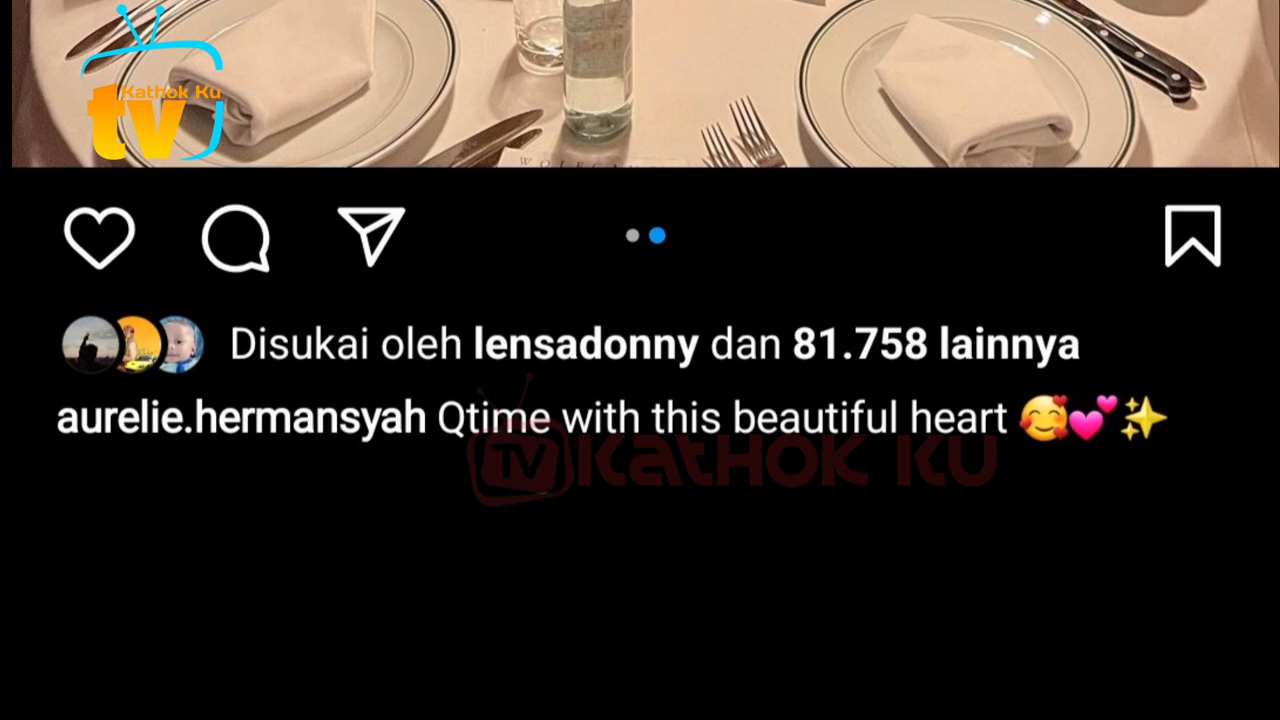 Kathok Ku
tv
Disukai oleh lensadonny dan 81.758 lainnya
aurelie.hermansyah Qtime with this beautiful heart 🥰💕✨
TV KATHOK KU